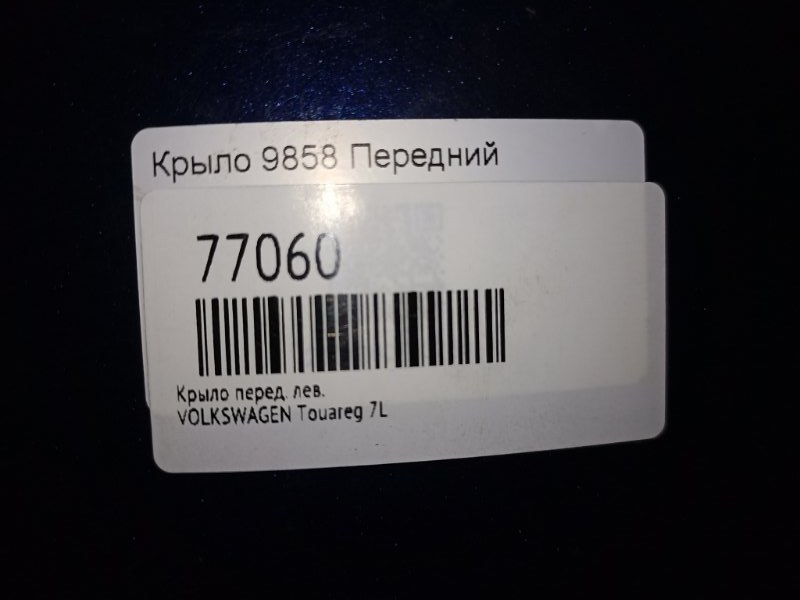 Крыло 9858 Передний
77060
Крыло перед. лев.
VOLKSWAGEN Touareg 7L